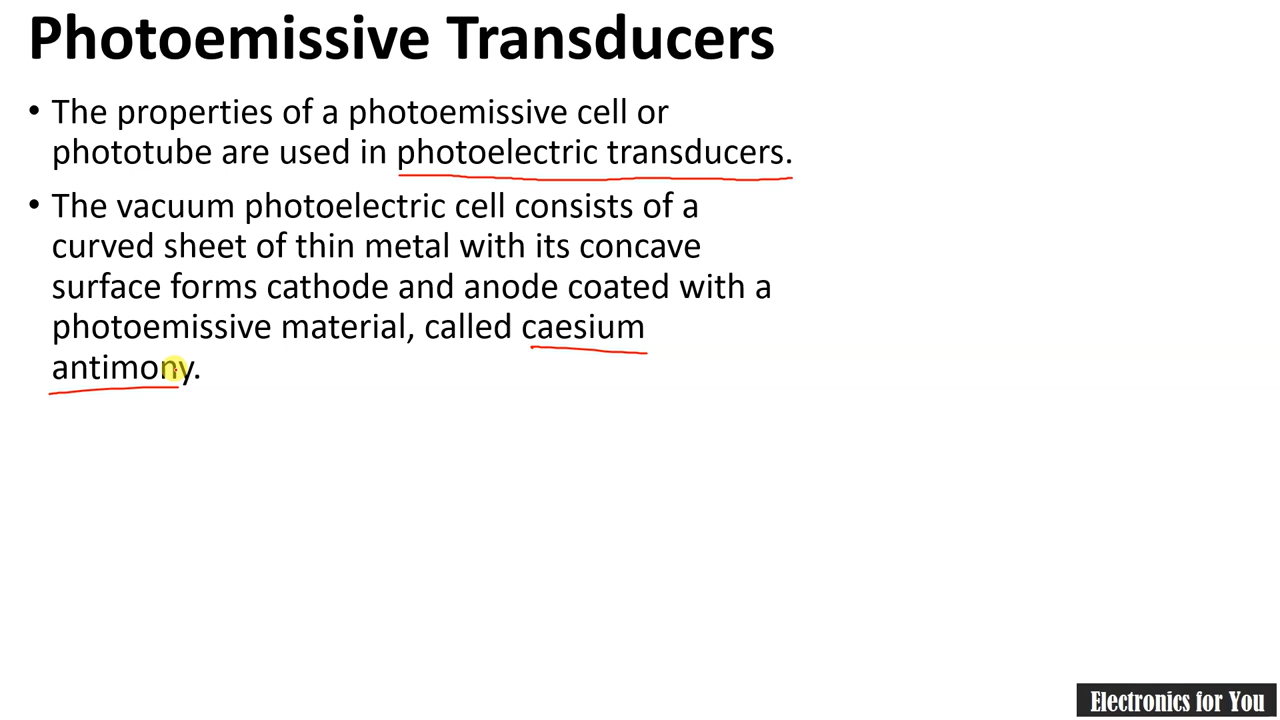 Photoemissive Transducers
• The properties of a photoemissive cell or
phototube are used in photoelectric transducers.
• The vacuum photoelectric cell consists of a
curved sheet of thin metal with its concave
surface forms cathode and anode coated with a
photoemissive material, called caesium
antimony.
Electronics for You